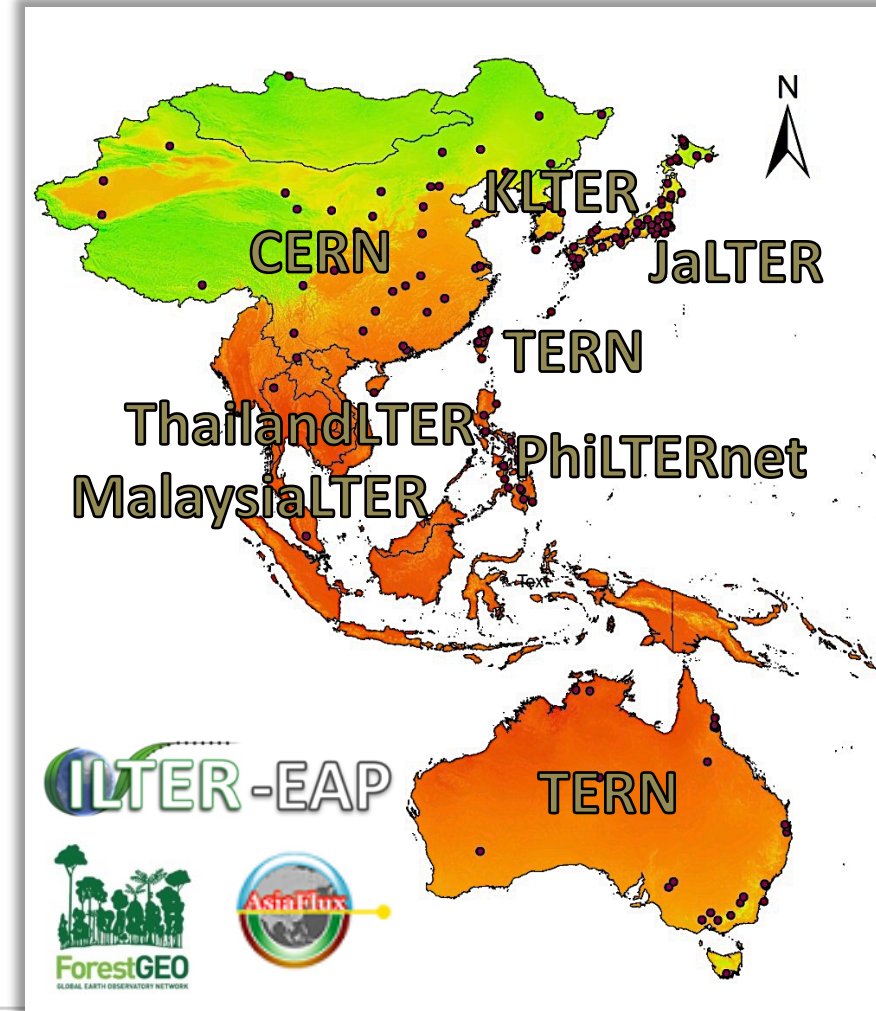 N
KLTER
CERN
JaLTER
TERN
ThailandLTER
PhiLTERnet
MalaysiaLTER
Text
ILTER-EAP
TERN
AsiaFlux
ForestGEO
GLOBAL EARTH OBSERVATORY NETWORK